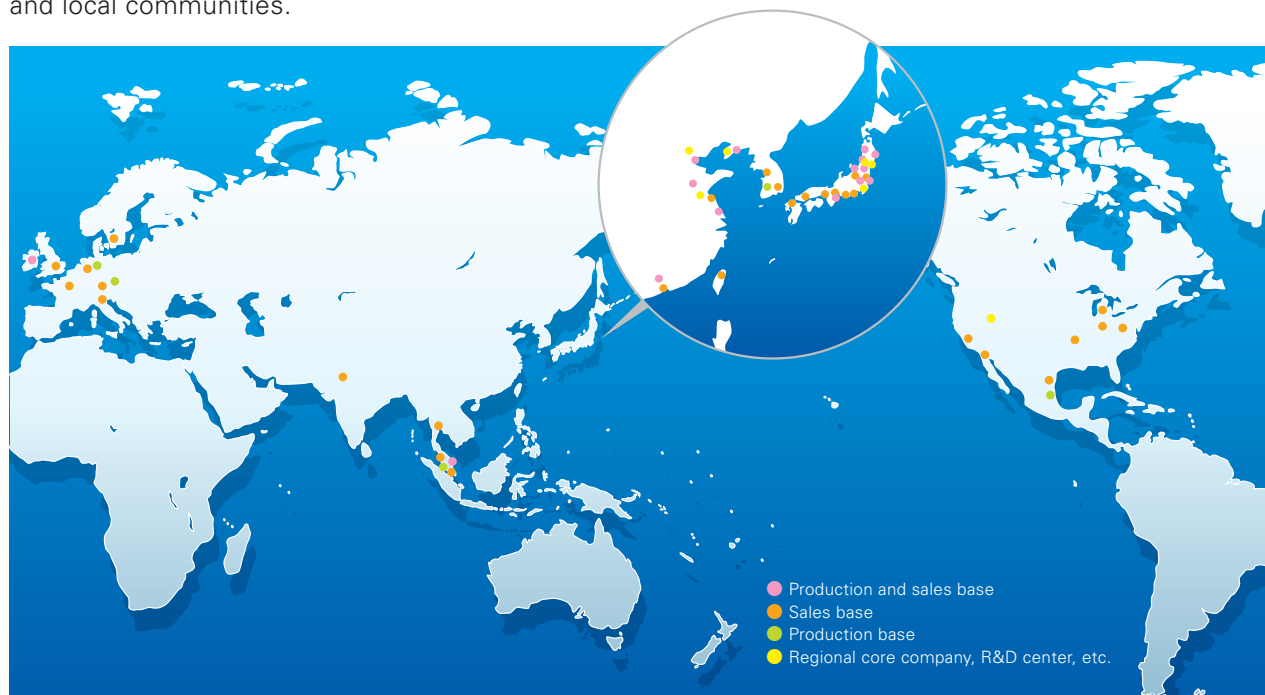 and local communities.
Production and sales base
Sales base
Production base
Regional core company, R&D center, etc.